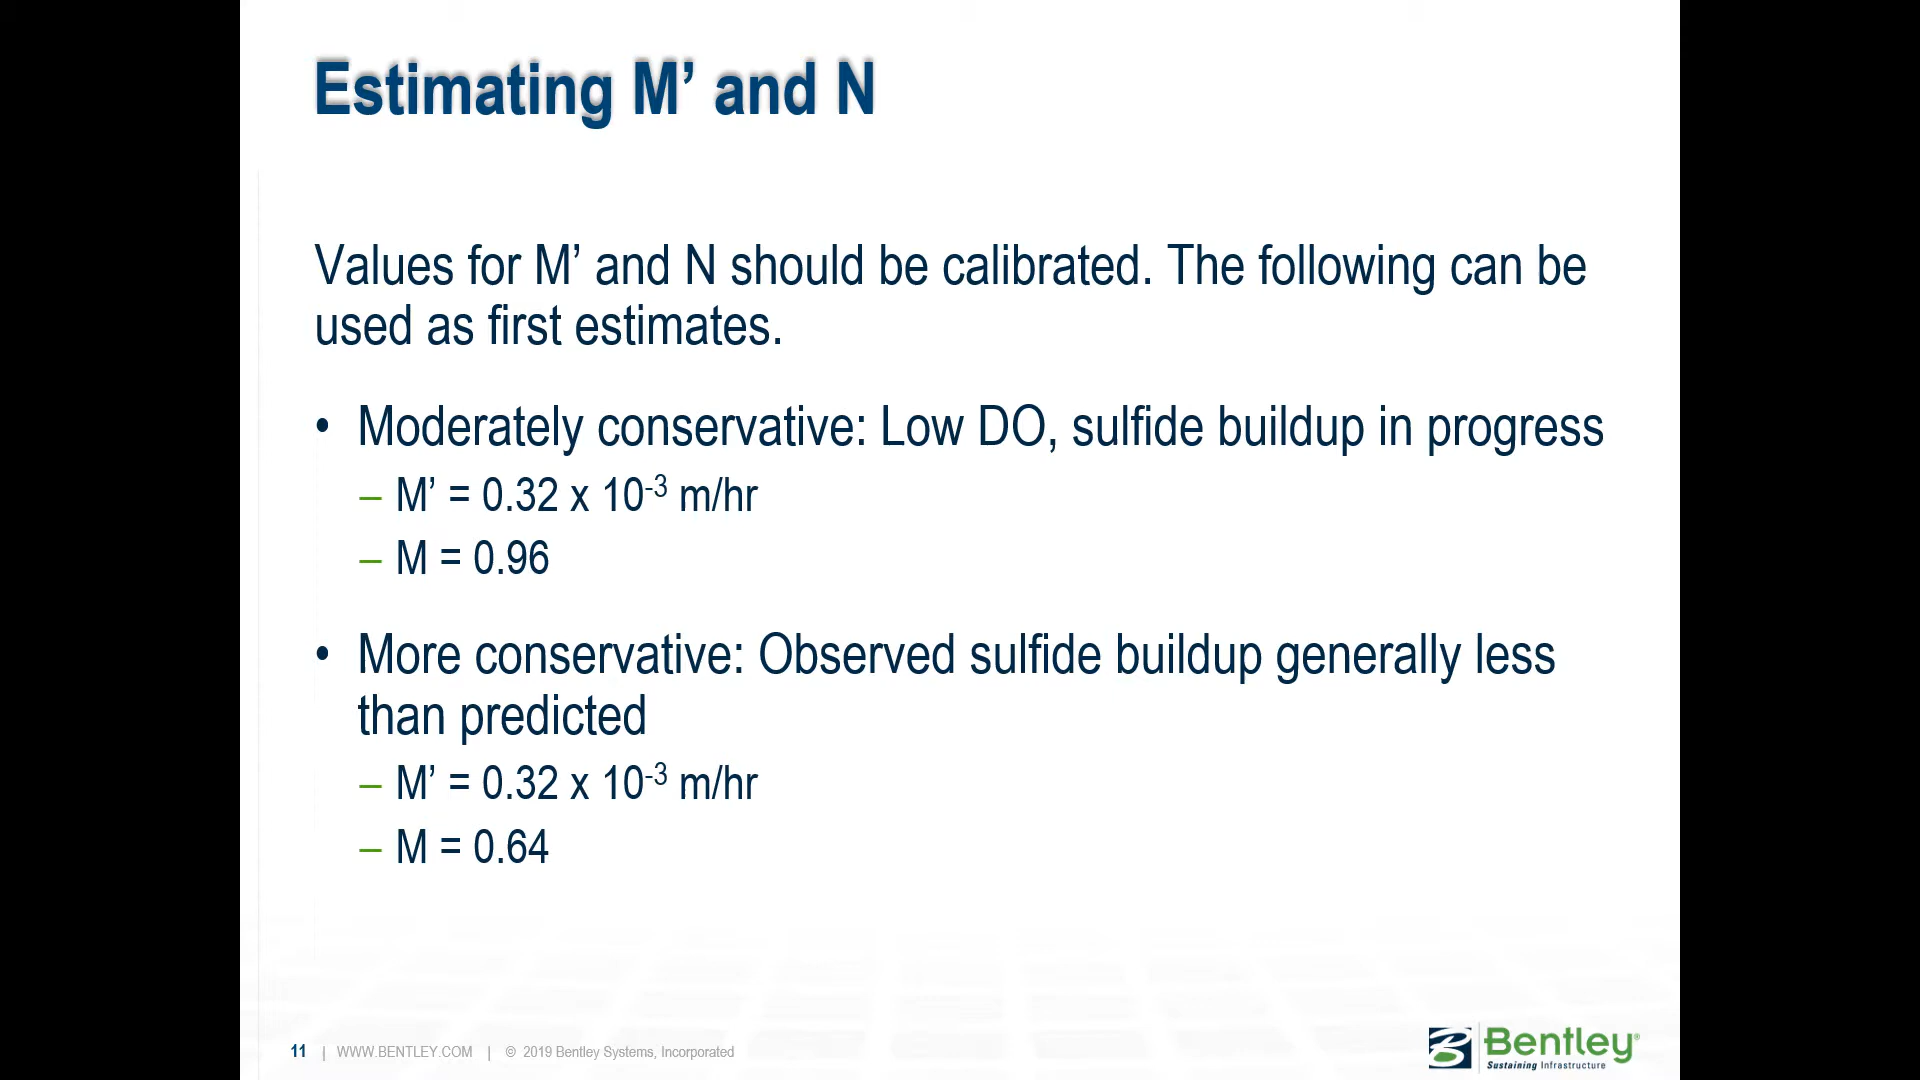 Estimating M’ and N
Values for M’ and N should be calibrated. The following can be
used as first estimates.
• Moderately conservative: Low DO, sulfide buildup in progress
– M’ = 0.32 x 10⁻³ m/hr
– M = 0.96
• More conservative: Observed sulfide buildup generally less
than predicted
– M’ = 0.32 x 10⁻³ m/hr
– M = 0.64
11 | WWW.BENTLEY.COM | © 2019 Bentley Systems, Incorporated
Bentley®
Sustaining Infrastructure